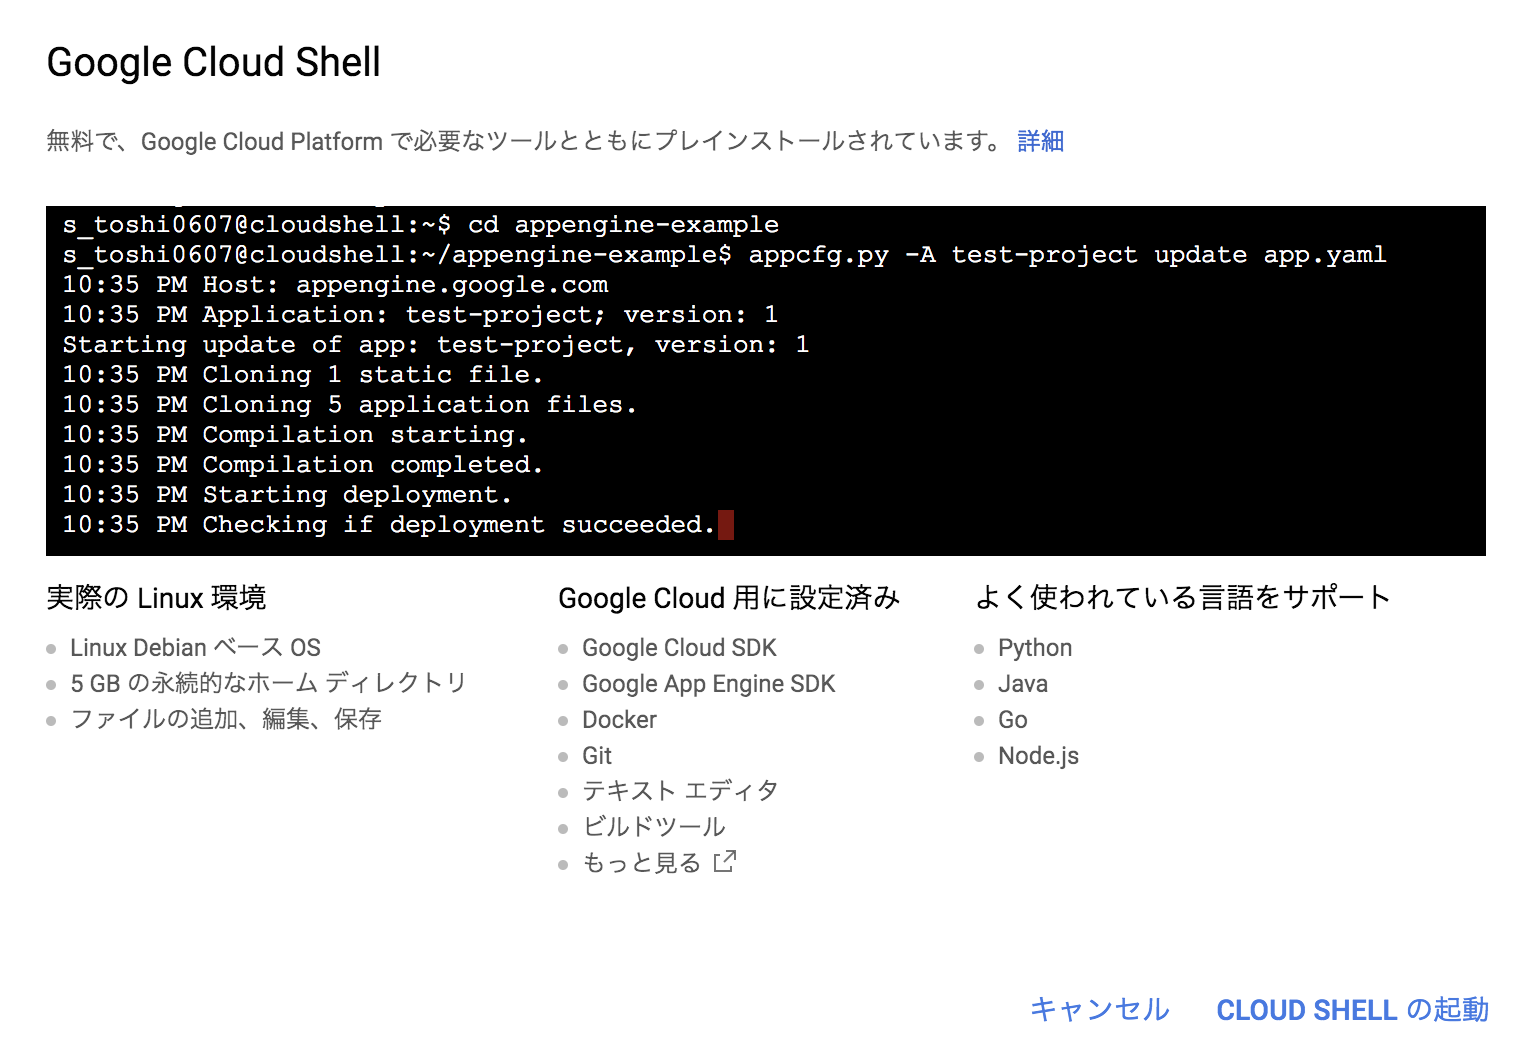 Google Cloud Shell
無料で、Google Cloud Platform で必要なツールとともにプレインストールされています。 詳細
s_toshi0607@cloudshell:~$ cd appengine-example
s_toshi0607@cloudshell:~/appengine-example$ appcfg.py -A test-project update app.yaml
10:35 PM Host: appengine.google.com
10:35 PM Application: test-project; version: 1
Starting update of app: test-project, version: 1
10:35 PM Cloning 1 static file.
10:35 PM Cloning 5 application files.
10:35 PM Compilation starting.
10:35 PM Compilation completed.
10:35 PM Starting deployment.
10:35 PM Checking if deployment succeeded.
実際の Linux 環境
Linux Debian ベース OS
5 GB の永続的なホーム ディレクトリ
ファイルの追加、編集、保存
Google Cloud 用に設定済み
Google Cloud SDK
Google App Engine SDK
Docker
Git
テキスト エディタ
ビルドツール
もっと見る
よく使われている言語をサポート
Python
Java
Go
Node.js
キャンセル
CLOUD SHELL の起動